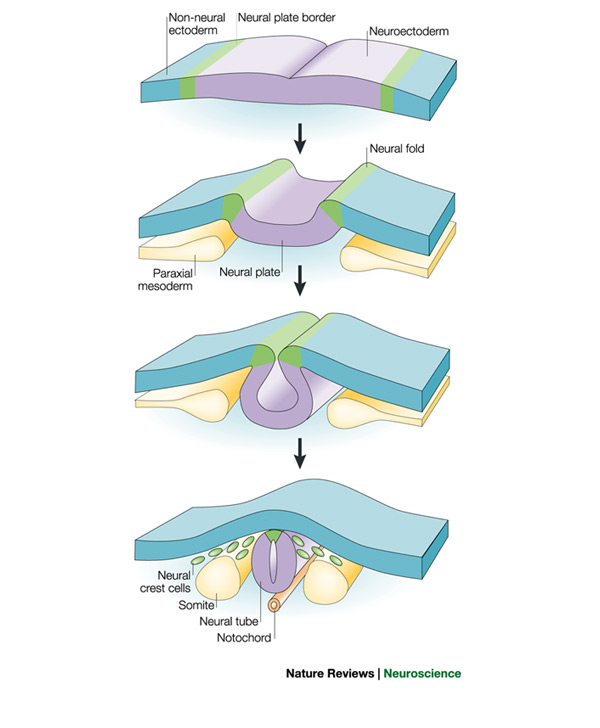 Non-neural
ectoderm
Neural plate border
Neuroectoderm
Neural fold
Paraxial
mesoderm
Neural plate
Neural
crest cells
Somite
Neural tube
Notochord
Nature Reviews | Neuroscience